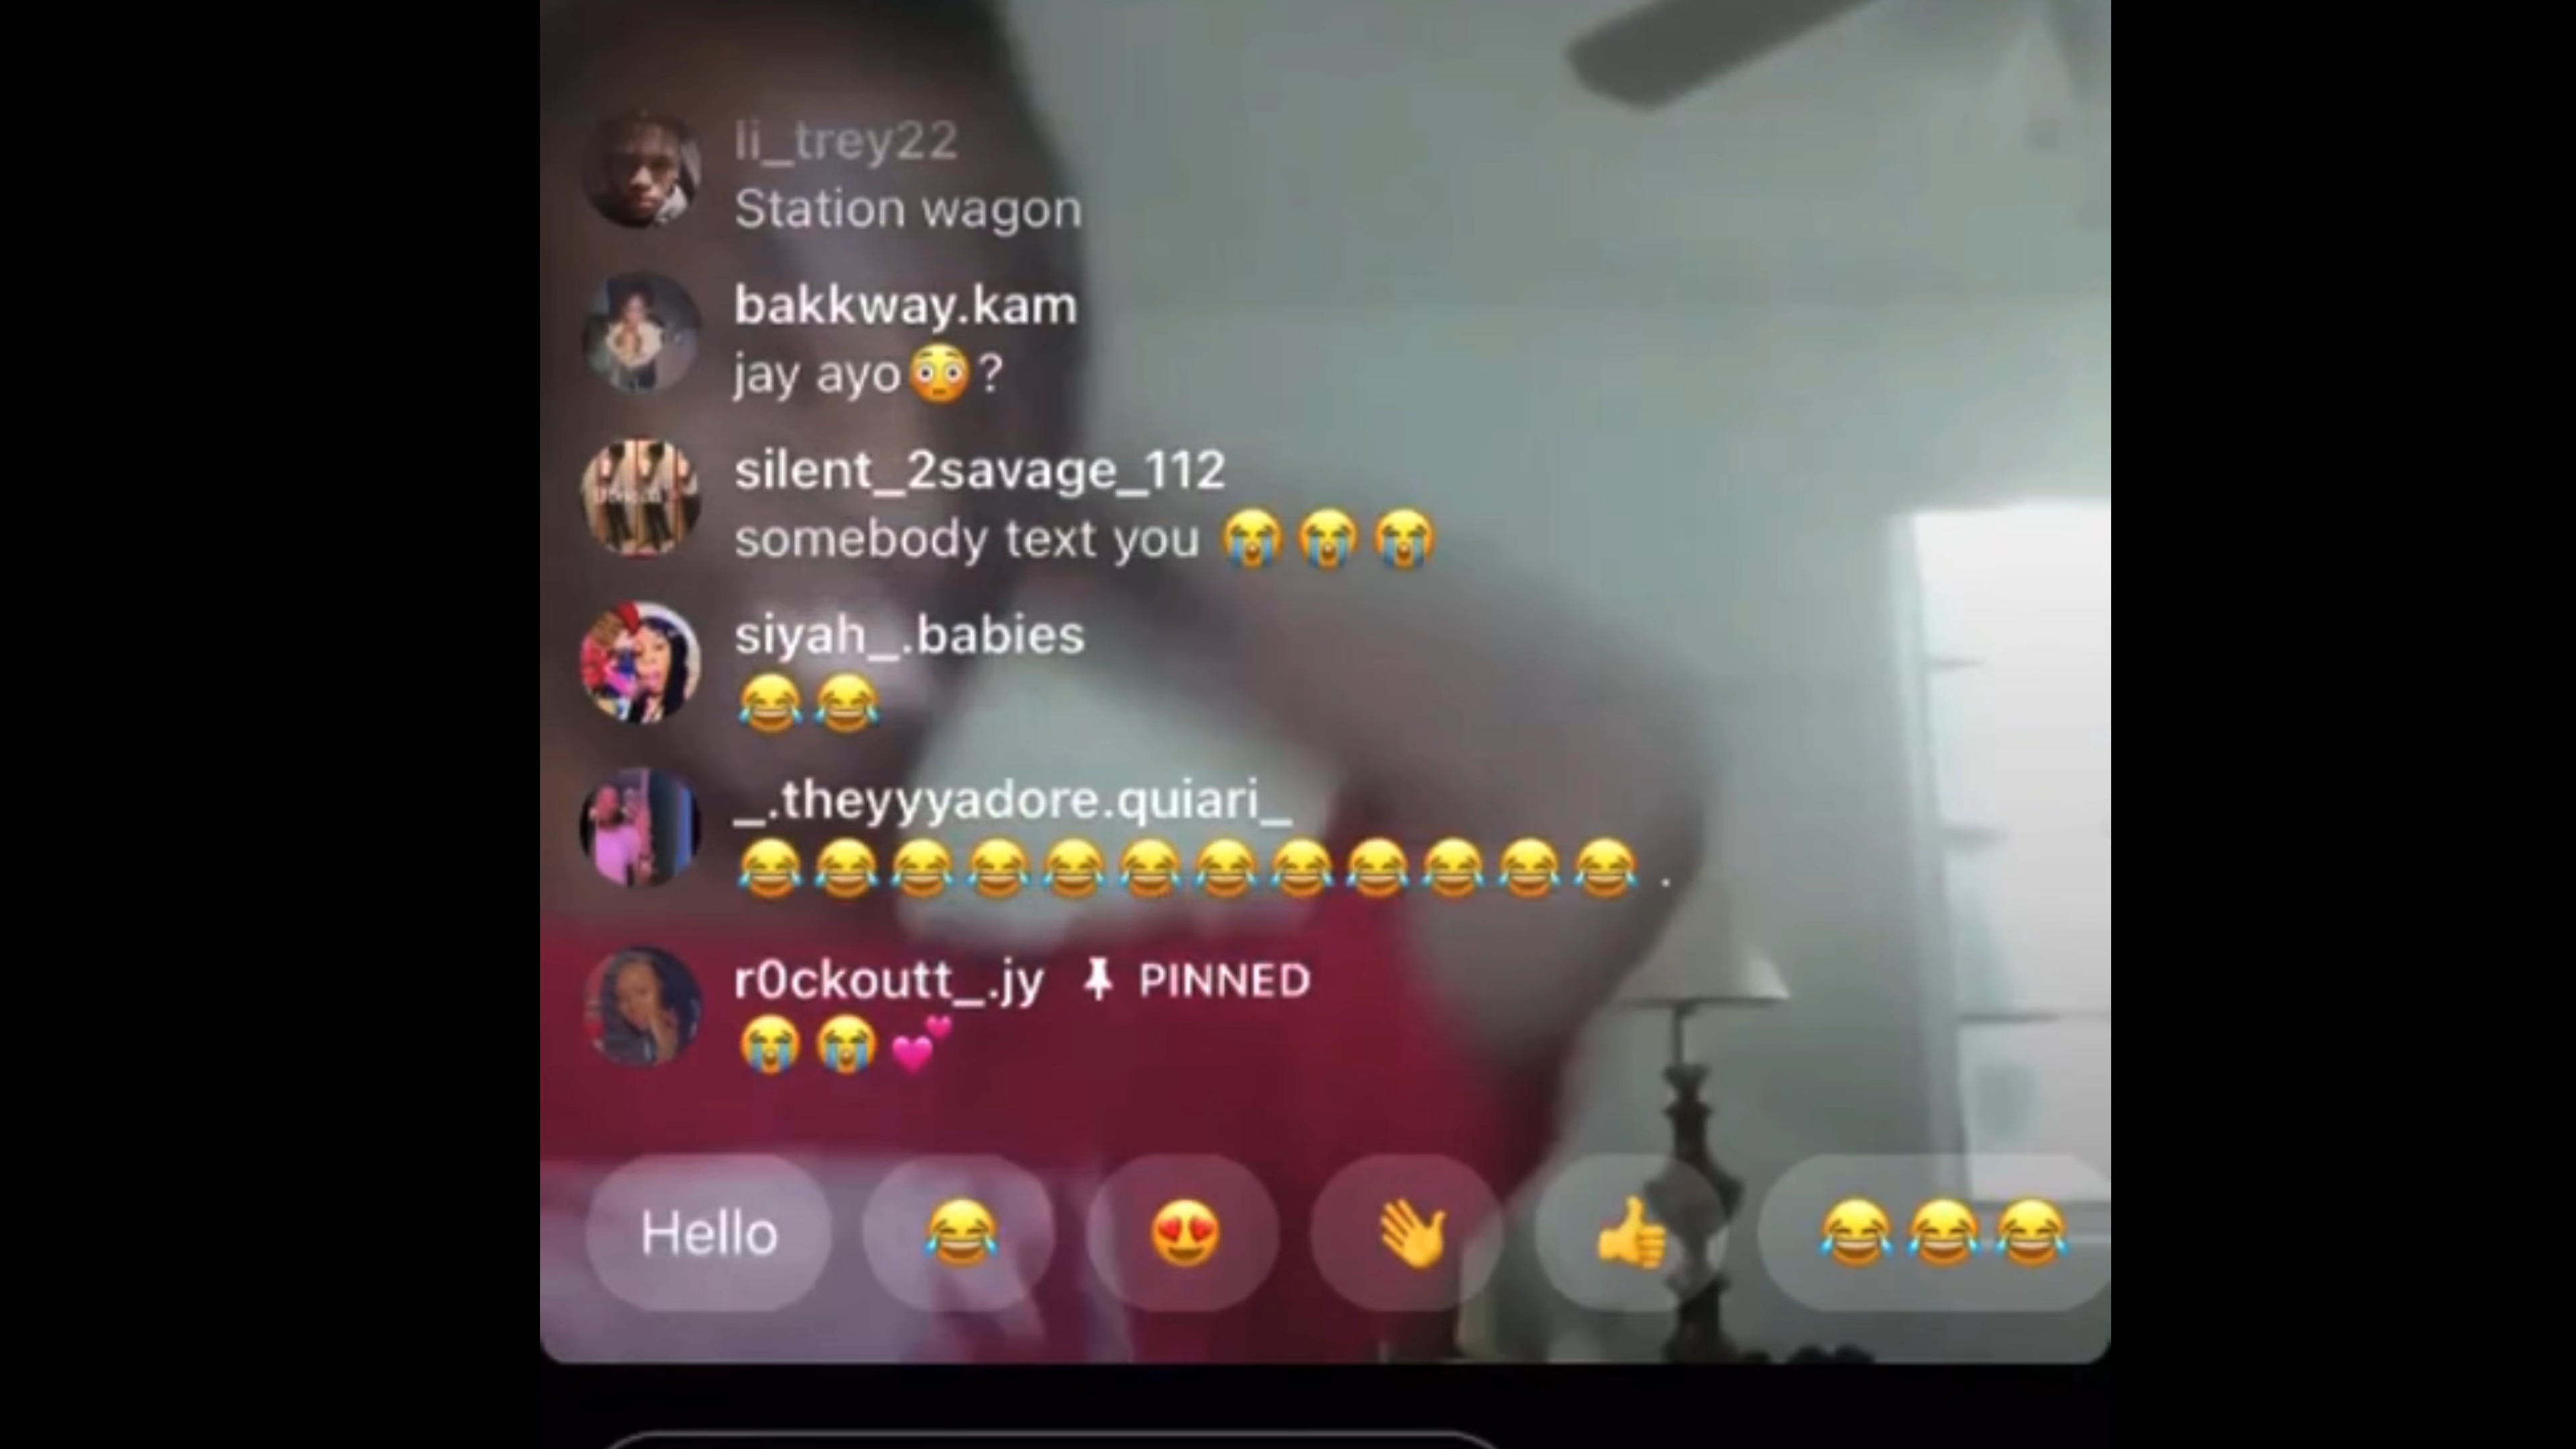 li_trey22
Station wagon
bakkway.kam
jay ayo😳?
silent_2savage_112
somebody text you 😭😭😭
siyah_.babies
😂😂
_.theyyyadore.quiari_
😂😂😂😂😂😂😂😂😂😂😂😂 .
r0ckoutt_.jy 📌 PINNED
😭😭💕
Hello 😂 😍 👋 👍 😂😂😂